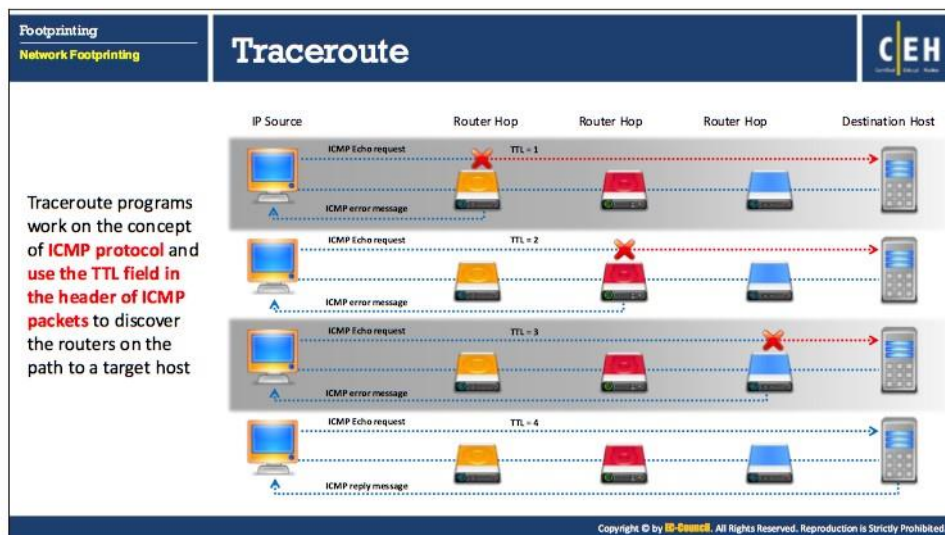 Footprinting
Network Footprinting
Traceroute
C|EH
IP Source
Router Hop
Router Hop
Router Hop
Destination Host
ICMP Echo request
TTL = 1
ICMP error message
ICMP Echo request
TTL = 2
ICMP error message
ICMP Echo request
TTL = 3
ICMP error message
ICMP Echo request
TTL = 4
ICMP reply message
Traceroute programs
work on the concept
of ICMP protocol and
use the TTL field in
the header of ICMP
packets to discover
the routers on the
path to a target host
Copyright © by EC-Council. All Rights Reserved. Reproduction is Strictly Prohibited.